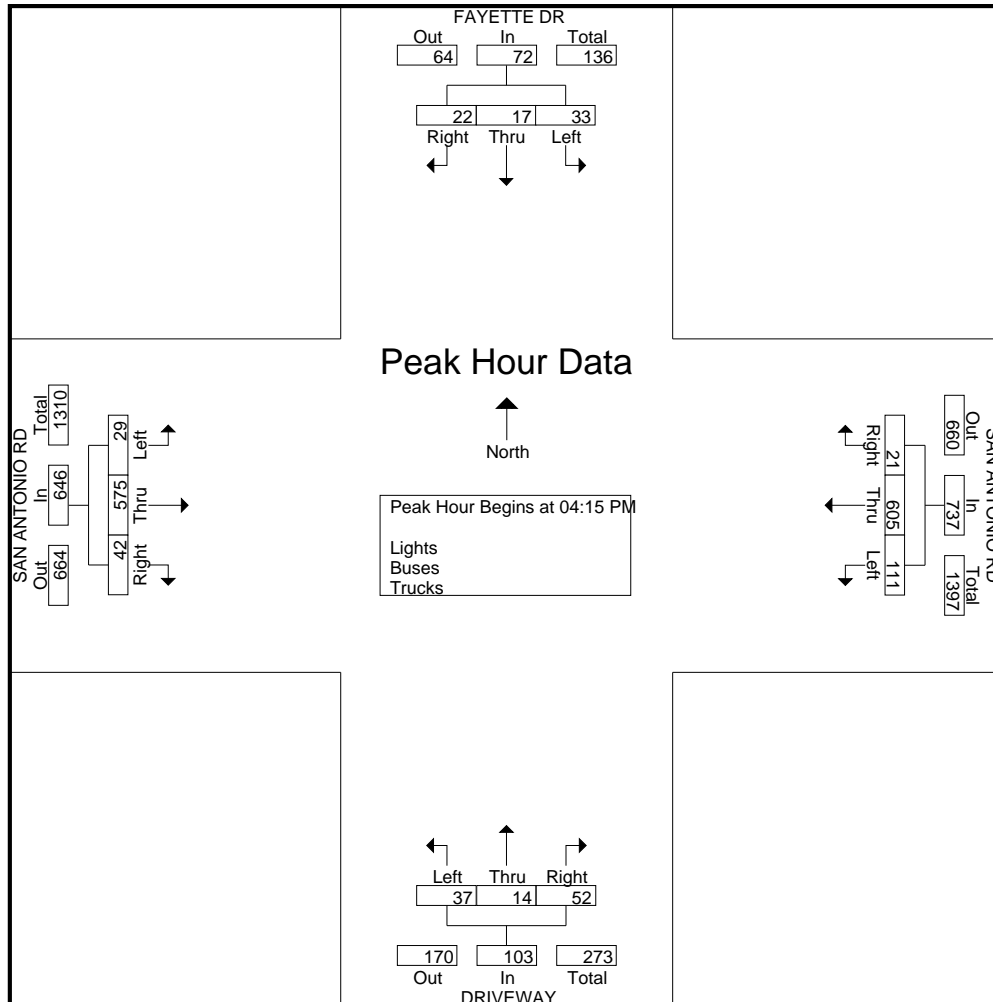 FAYETTE DR
Out In Total
64 72 136
22 17 33
Right Thru Left
Peak Hour Data
North
Peak Hour Begins at 04:15 PM
Lights
Buses
Trucks
SAN ANTONIO RD
Total In Out
1310 646 664
29 575 42
Left Thru Right
Right Thru Left
21 605 111
Out In Total
660 737 1397
SAN ANTONIO RD
Left Thru Right
37 14 52
170 103 273
Out In Total
DRIVEWAY